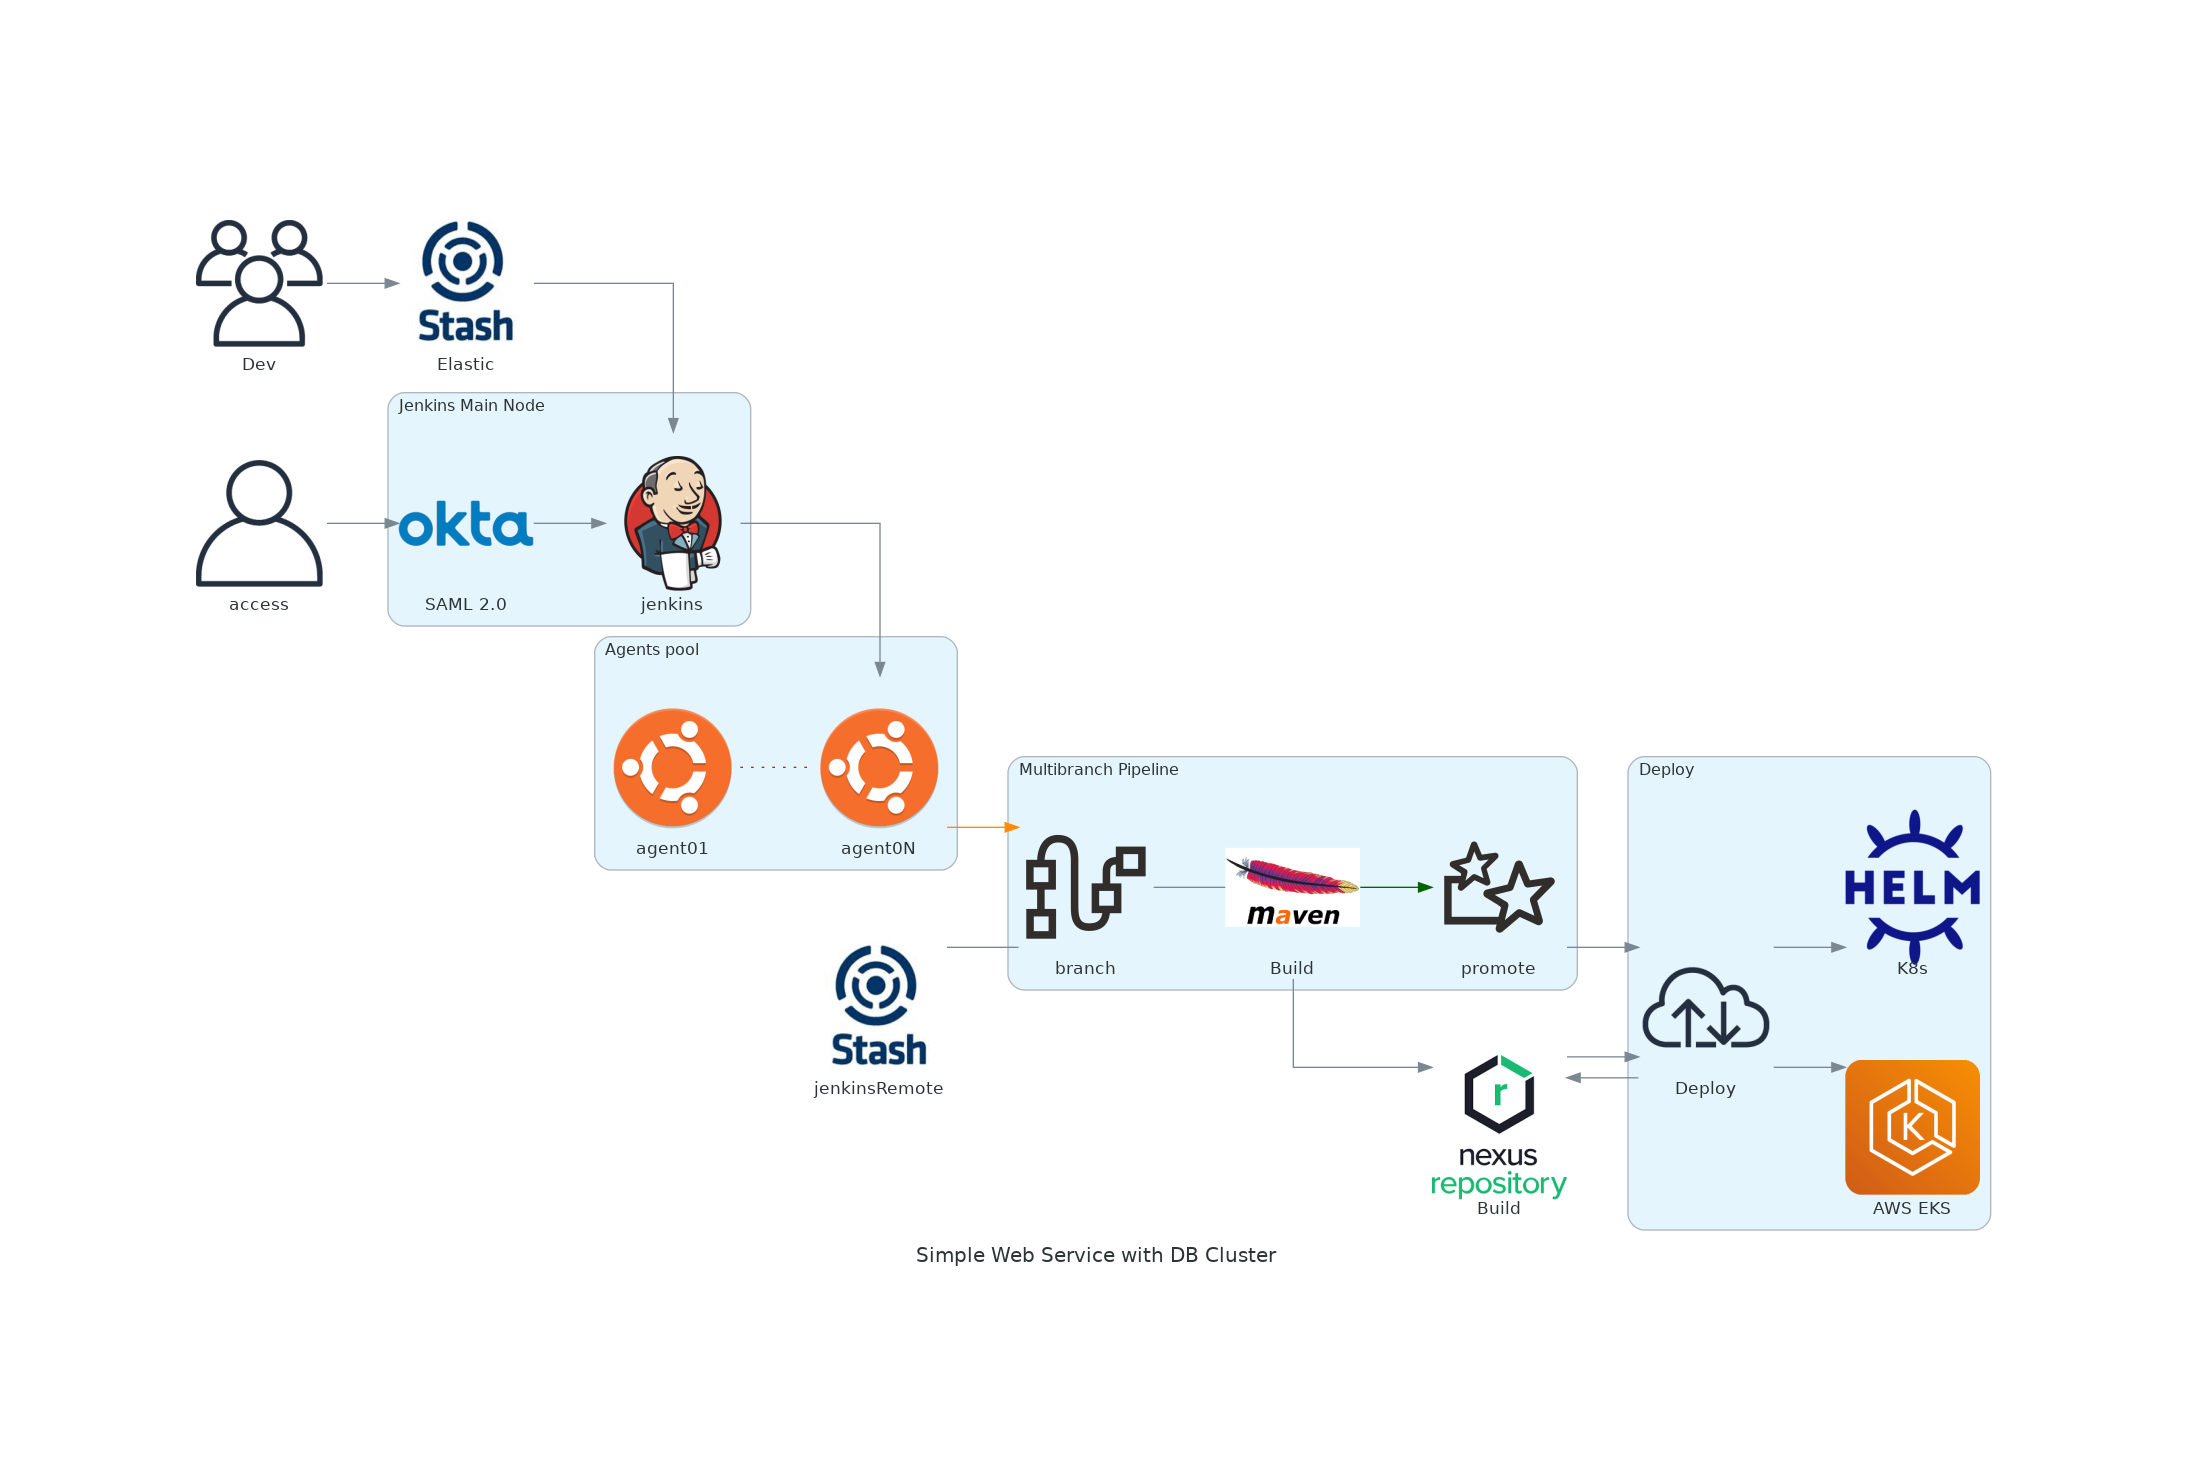 Stash
Dev
Elastic
Jenkins Main Node
okta
access
SAML 2.0
jenkins
Agents pool
agent01
agent0N
Multibranch Pipeline
Deploy
maven
HELM
branch
Build
promote
K8s
Stash
jenkinsRemote
Deploy
r
K
nexus
repository
Build
AWS EKS
Simple Web Service with DB Cluster